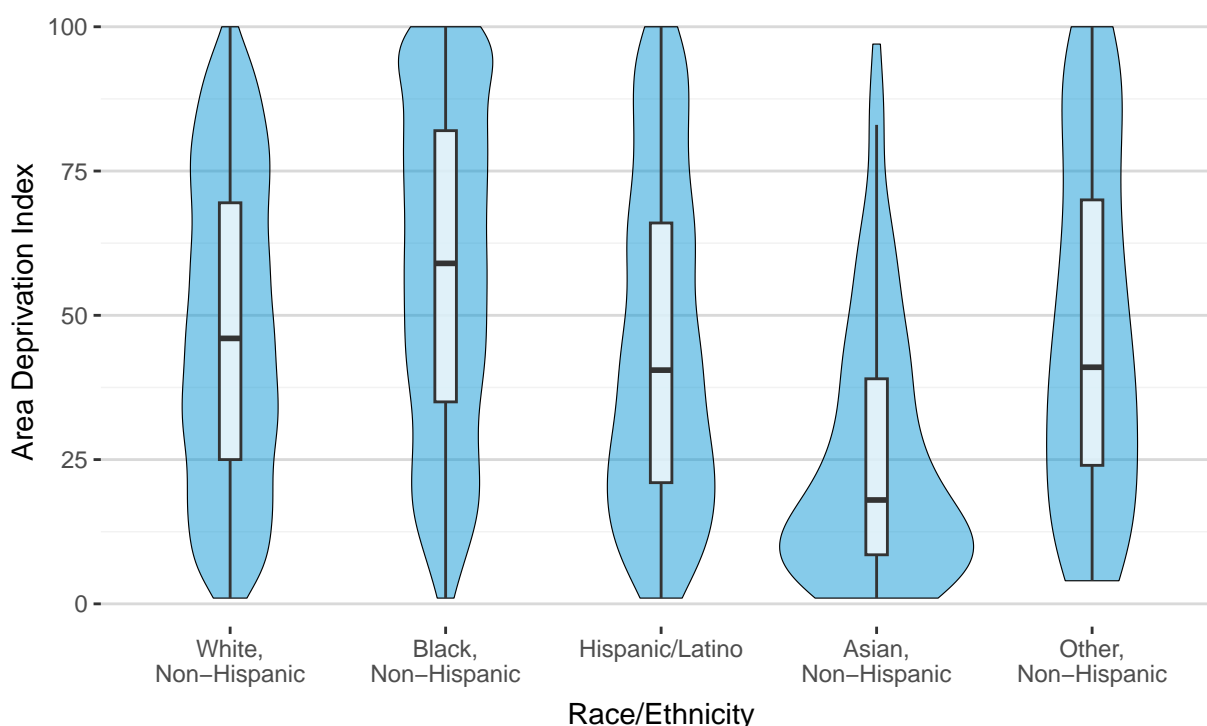 Area Deprivation Index
100
75
50
25
0
White,
Non−Hispanic
Black,
Non−Hispanic
Hispanic/Latino
Asian,
Non−Hispanic
Other,
Non−Hispanic
Race/Ethnicity